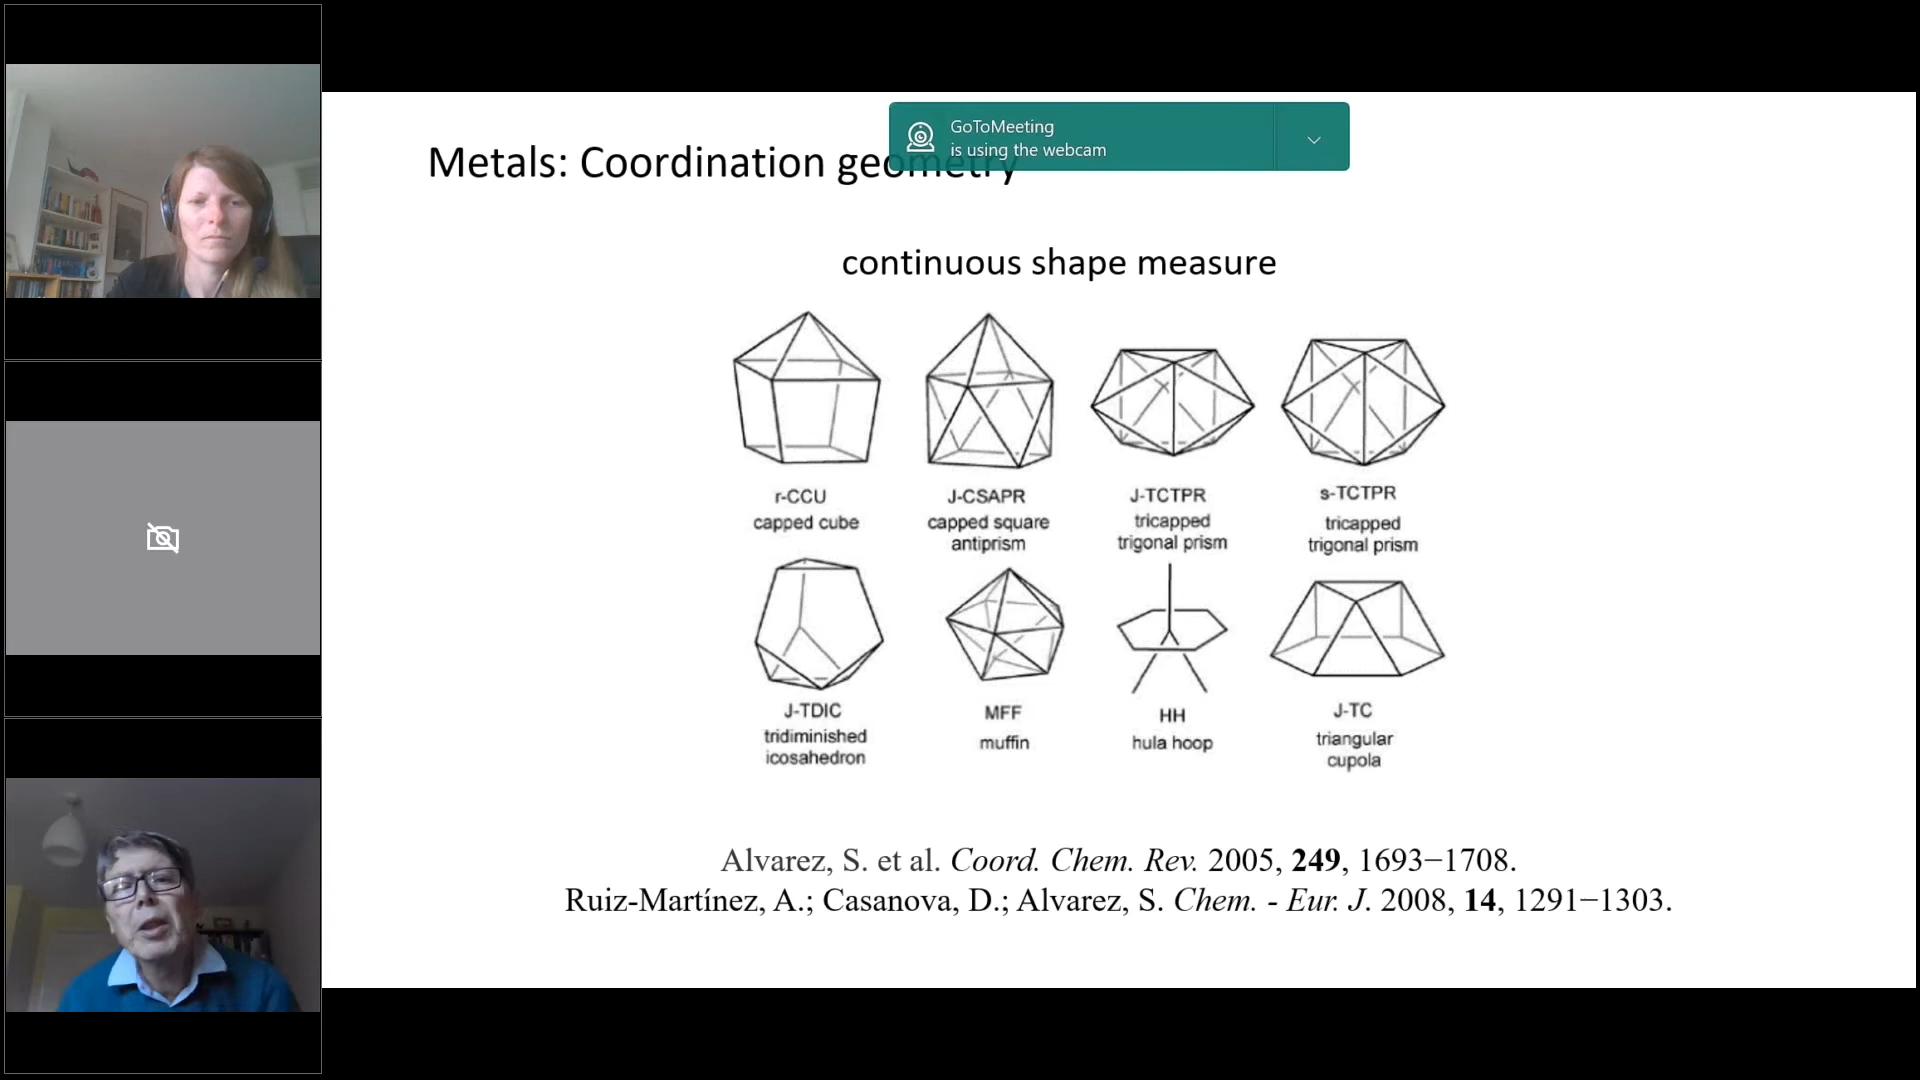 GoToMeeting
is using the webcam
Metals: Coordination geometry
continuous shape measure
r-CCU
capped cube
J-CSAPR
capped square
antiprism
J-TCTPR
tricapped
trigonal prism
s-TCTPR
tricapped
trigonal prism
J-TDIC
tridiminished
icosahedron
MFF
muffin
HH
hula hoop
J-TC
triangular
cupola
Alvarez, S. et al. Coord. Chem. Rev. 2005, 249, 1693−1708.
Ruiz-Martínez, A.; Casanova, D.; Alvarez, S. Chem. - Eur. J. 2008, 14, 1291−1303.